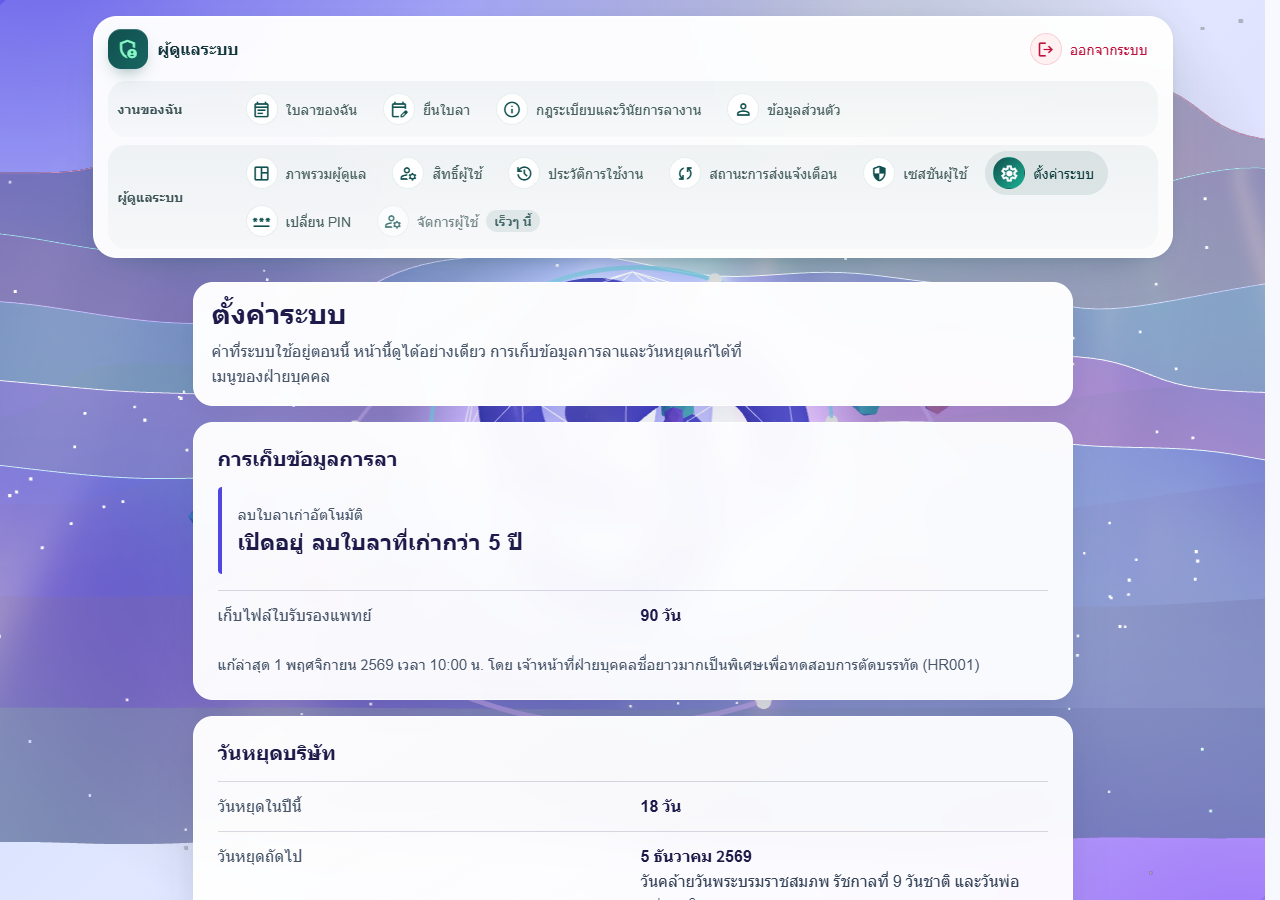 ผู้ดูแลระบบ
ออกจากระบบ
งานของฉัน
ใบลาของฉัน
ยื่นใบลา
กฎระเบียบและวินัยการลางาน
ข้อมูลส่วนตัว
ผู้ดูแลระบบ
ภาพรวมผู้ดูแล
สิทธิ์ผู้ใช้
ประวัติการใช้งาน
สถานะการส่งแจ้งเตือน
เซสชันผู้ใช้
ตั้งค่าระบบ
เปลี่ยน PIN
จัดการผู้ใช้
เร็วๆ นี้
ตั้งค่าระบบ
ค่าที่ระบบใช้อยู่ตอนนี้ หน้านี้ดูได้อย่างเดียว การเก็บข้อมูลการลาและวันหยุดแก้ได้ที่
เมนูของฝ่ายบุคคล
การเก็บข้อมูลการลา
ลบใบลาเก่าอัตโนมัติ
เปิดอยู่ ลบใบลาที่เก่ากว่า 5 ปี
เก็บไฟล์ใบรับรองแพทย์
90 วัน
แก้ล่าสุด 1 พฤศจิกายน 2569 เวลา 10:00 น. โดย เจ้าหน้าที่ฝ่ายบุคคลชื่อยาวมากเป็นพิเศษเพื่อทดสอบการตัดบรรทัด (HR001)
วันหยุดบริษัท
วันหยุดในปีนี้
18 วัน
วันหยุดถัดไป
5 ธันวาคม 2569
วันคล้ายวันพระบรมราชสมภพ รัชกาลที่ 9 วันชาติ และวันพ่อ